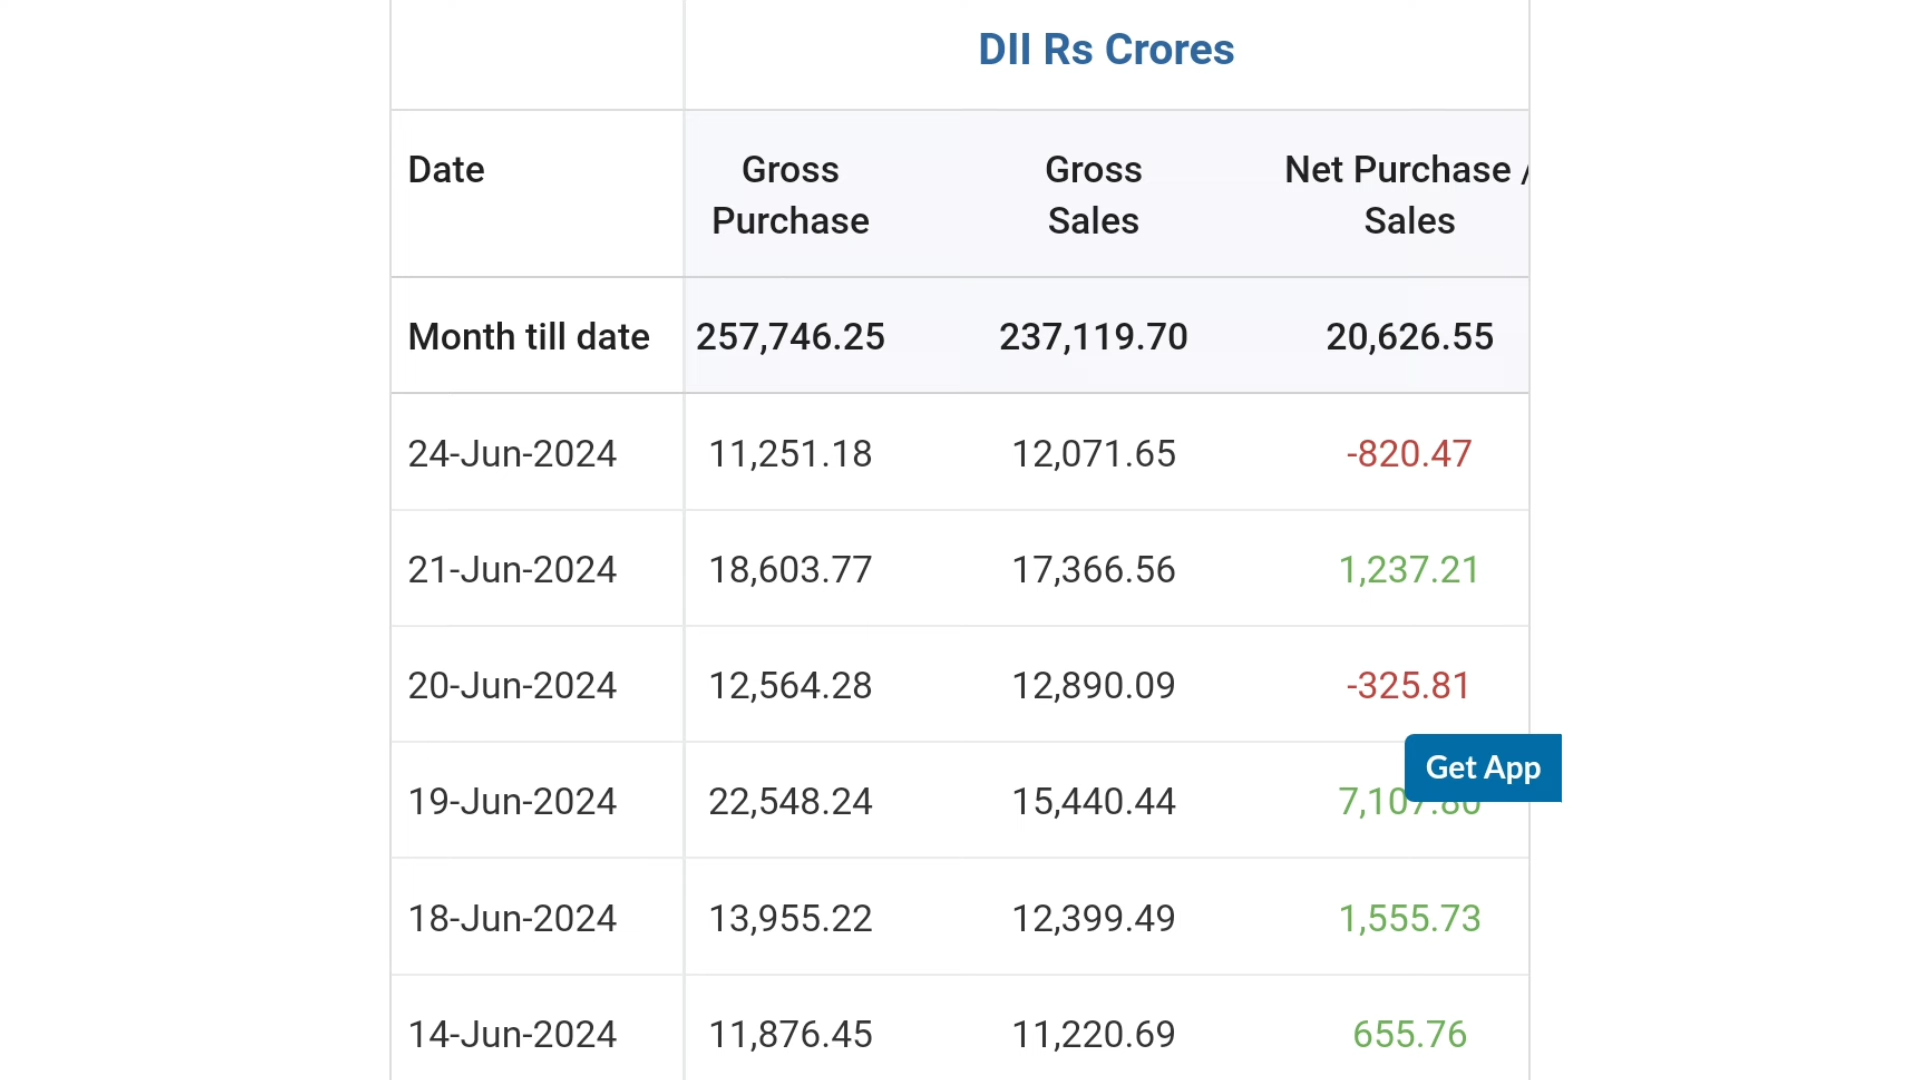 DII Rs Crores
Date Gross Purchase Gross Sales Net Purchase / Sales
Month till date 257,746.25 237,119.70 20,626.55
24-Jun-2024 11,251.18 12,071.65 -820.47
21-Jun-2024 18,603.77 17,366.56 1,237.21
20-Jun-2024 12,564.28 12,890.09 -325.81
Get App
19-Jun-2024 22,548.24 15,440.44 7,107.80
18-Jun-2024 13,955.22 12,399.49 1,555.73
14-Jun-2024 11,876.45 11,220.69 655.76